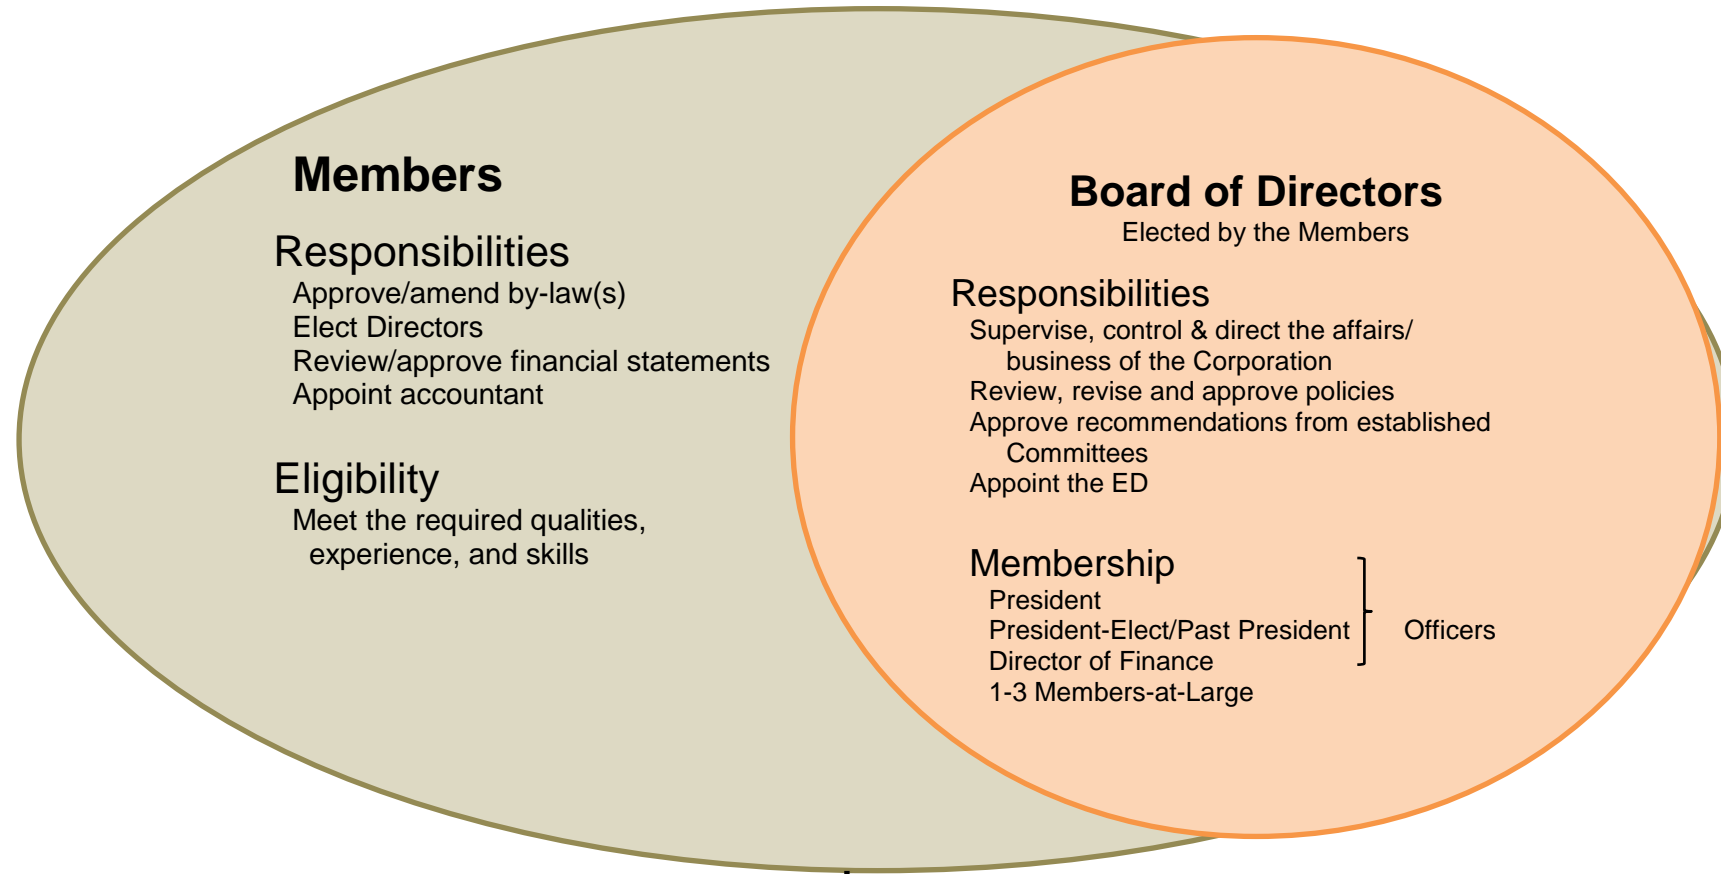 Members
Responsibilities
Approve/amend by-law(s)
Elect Directors
Review/approve financial statements
Appoint accountant
Eligibility
Meet the required qualities,
experience, and skills
Board of Directors
Elected by the Members
Responsibilities
Supervise, control & direct the affairs/
business of the Corporation
Review, revise and approve policies
Approve recommendations from established
Committees
Appoint the ED
Membership
President
President-Elect/Past President
Officers
Director of Finance
1-3 Members-at-Large